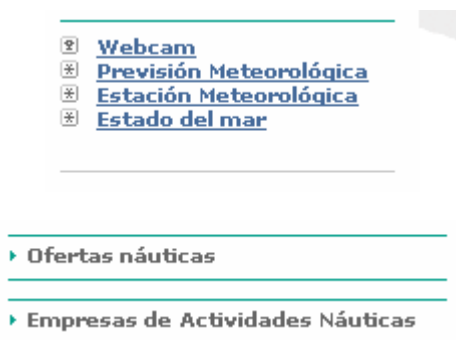 Webcam
Previsión Meteorológica
Estación Meteorológica
Estado del mar
Ofertas náuticas
Empresas de Actividades Náuticas